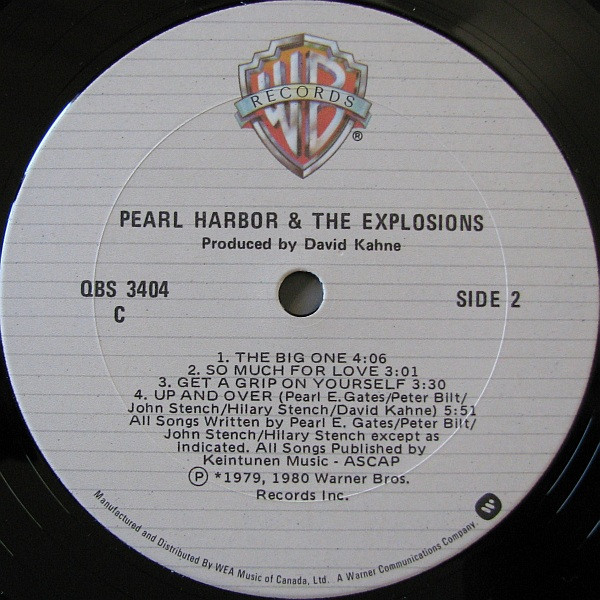 WB
RECORDS
®
PEARL HARBOR & THE EXPLOSIONS
Produced by David Kahne
QBS 3404
C
SIDE 2
1. THE BIG ONE 4:06
2. SO MUCH FOR LOVE 3:01
3. GET A GRIP ON YOURSELF 3:30
4. UP AND OVER (Pearl E. Gates/Peter Bilt/
John Stench/Hilary Stench/David Kahne) 5:51
All Songs Written by Pearl E. Gates/Peter Bilt/
John Stench/Hilary Stench except as
indicated. All Songs Published by
Keintunen Music - ASCAP
℗ *1979, 1980 Warner Bros.
Records Inc.
Manufactured and Distributed By WEA Music of Canada, Ltd. A Warner Communications Company.